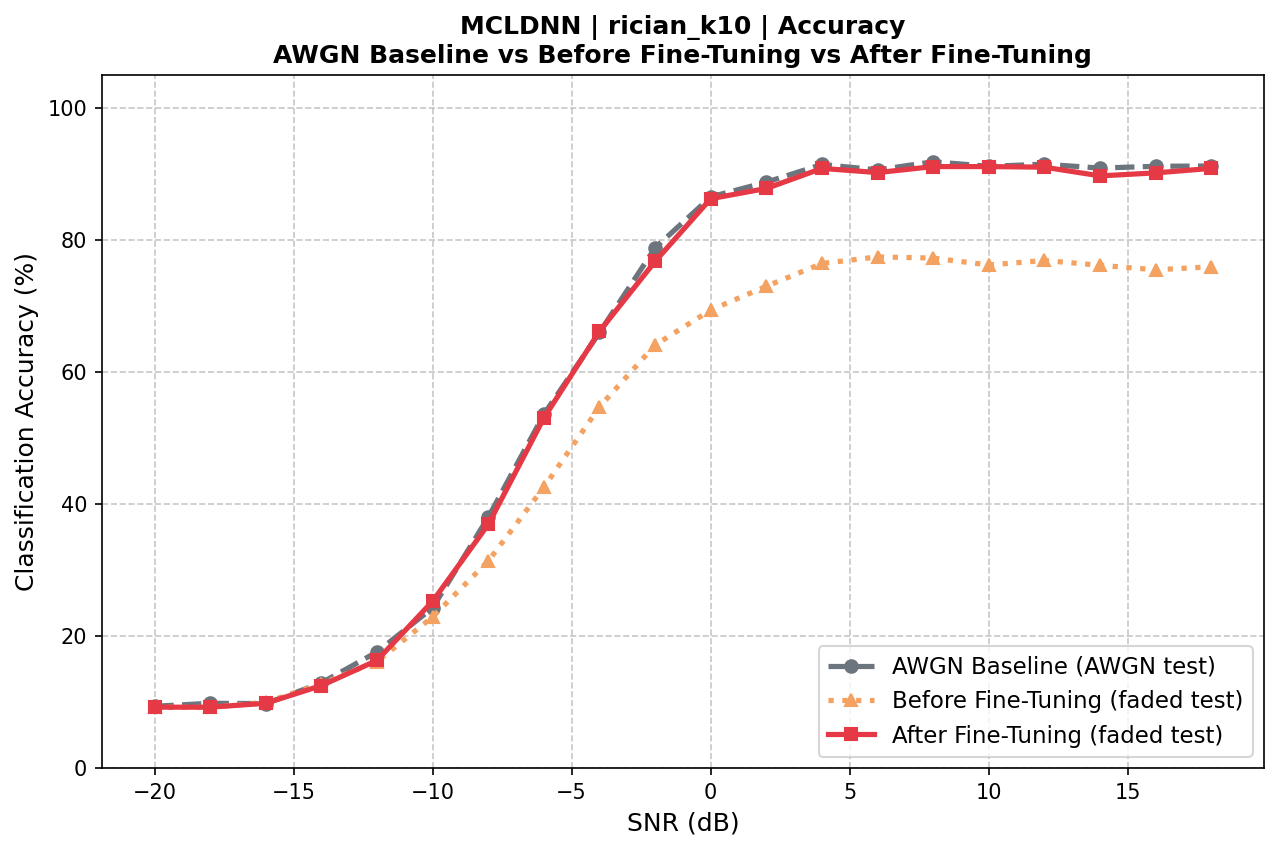 MCLDNN | rician_k10 | Accuracy
AWGN Baseline vs Before Fine-Tuning vs After Fine-Tuning
Classification Accuracy (%)
100
80
60
40
20
0
AWGN Baseline (AWGN test)
Before Fine-Tuning (faded test)
After Fine-Tuning (faded test)
−20 −15 −10 −5 0 5 10 15
SNR (dB)